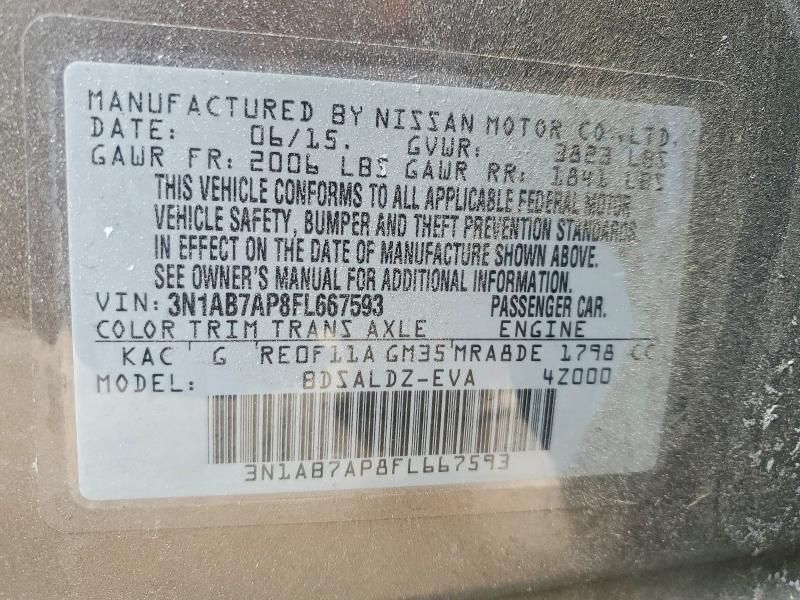 MANUFACTURED BY NISSAN MOTOR CO.,LTD.
DATE: 06/15. GVWR: 3823 LBS
GAWR FR: 2006 LBS GAWR RR: 1841 LBS
THIS VEHICLE CONFORMS TO ALL APPLICABLE FEDERAL MOTOR
VEHICLE SAFETY, BUMPER AND THEFT PREVENTION STANDARDS
IN EFFECT ON THE DATE OF MANUFACTURE SHOWN ABOVE.
SEE OWNER'S MANUAL FOR ADDITIONAL INFORMATION.
VIN: 3N1AB7AP8FL667593 PASSENGER CAR.
COLOR TRIM TRANS AXLE ENGINE
KAC G RE0F11A GM35 MRA8DE 1798 CC
MODEL: BDSALDZ-EVA 4Z000
3N1AB7AP8FL667593